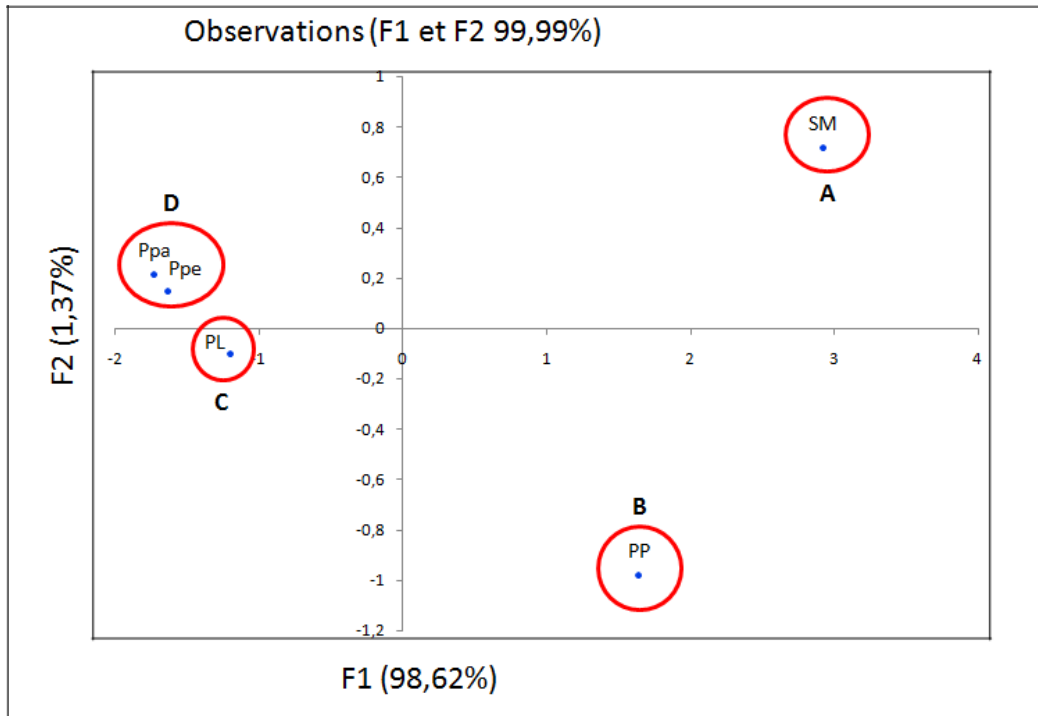 Observations (F1 et F2 99,99%)
1
0,8
SM
0,6
A
D
0,4
Ppa
Ppe
0,2
0
PL
-2
-1
0
1
2
3
4
-0,2
C
-0,4
-0,6
B
-0,8
PP
-1
-1,2
F2 (1,37%)
F1 (98,62%)